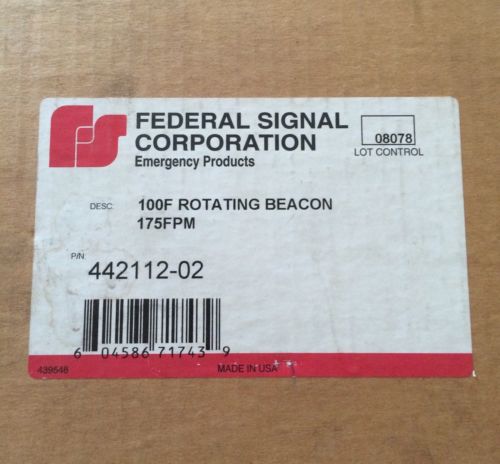 FEDERAL SIGNAL
CORPORATION
Emergency Products
08078
LOT CONTROL
DESC:
100F ROTATING BEACON
175FPM
P/N:
442112-02
6 04586 71743 9
439546
MADE IN USA